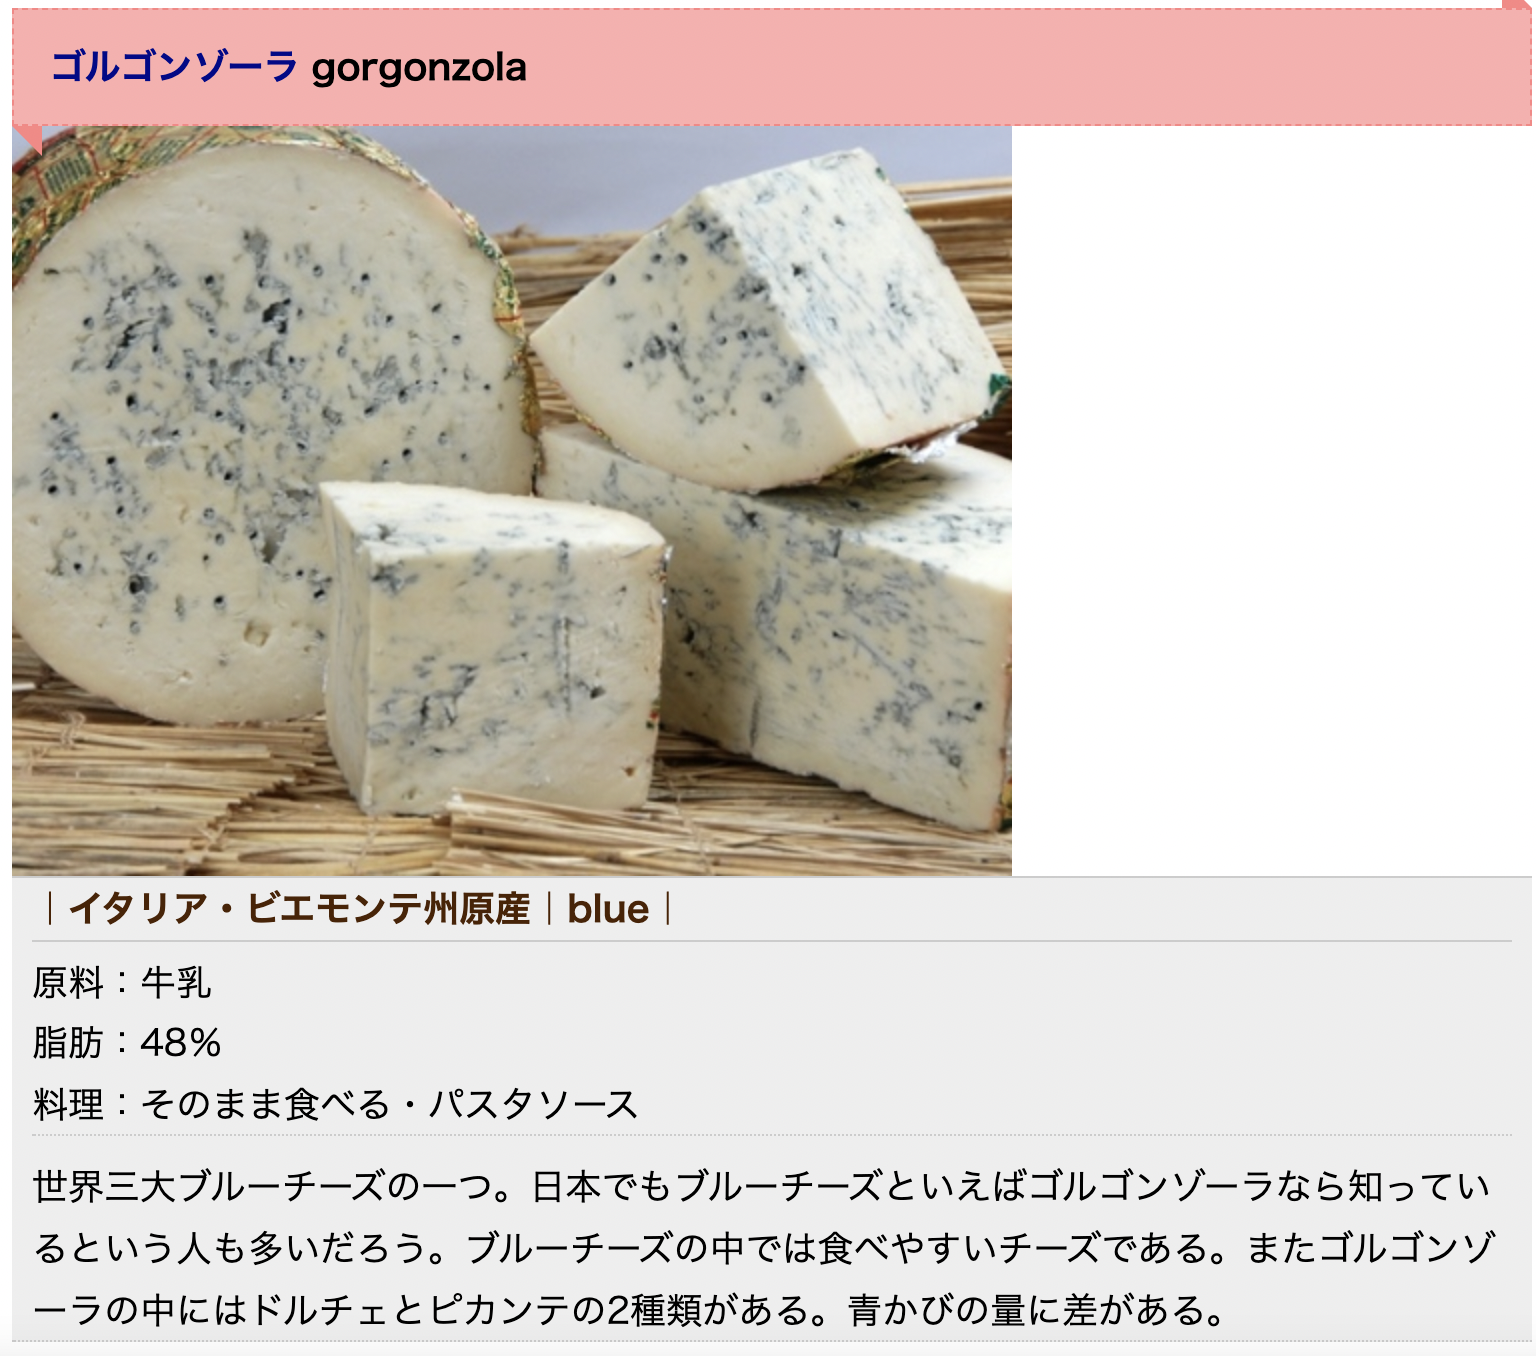 ゴルゴンゾーラ gorgonzola
｜イタリア・ビエモンテ州原産｜blue｜
原料：牛乳
脂肪：48%
料理：そのまま食べる・パスタソース
世界三大ブルーチーズの一つ。日本でもブルーチーズといえばゴルゴンゾーラなら知ってい
るという人も多いだろう。ブルーチーズの中では食べやすいチーズである。またゴルゴンゾ
ーラの中にはドルチェとピカンテの2種類がある。青かびの量に差がある。